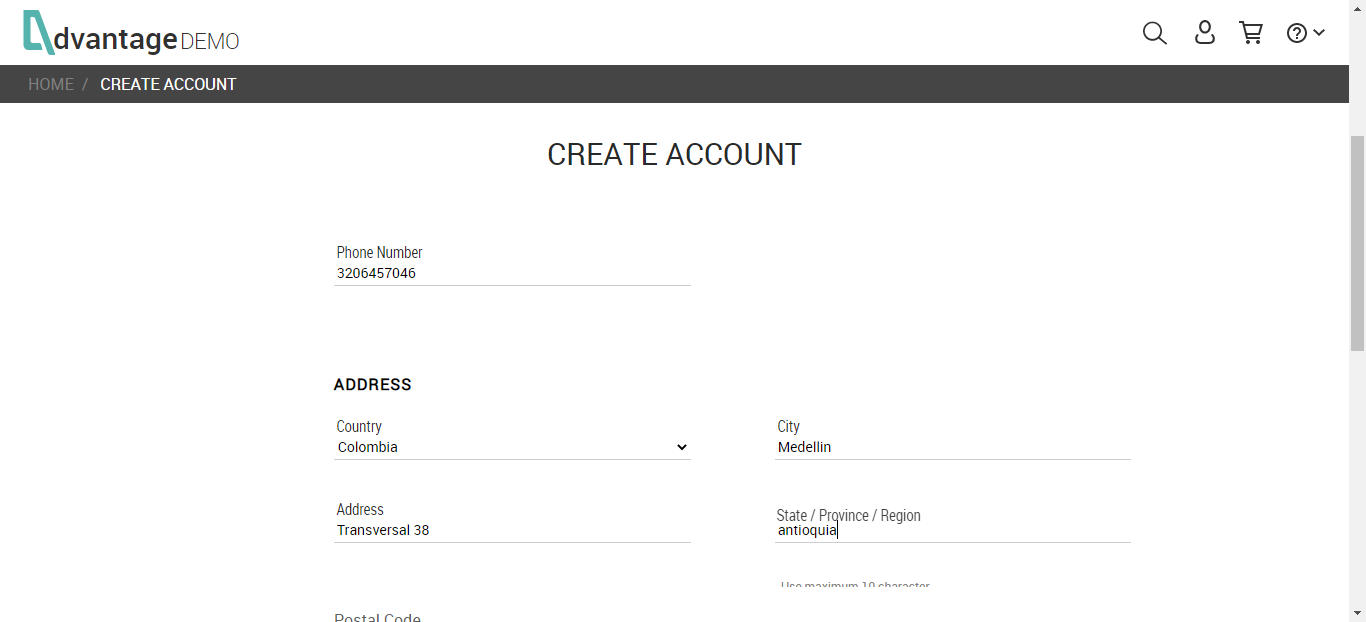 dvantage DEMO
HOME / CREATE ACCOUNT
CREATE ACCOUNT
Phone Number
3206457046
ADDRESS
Country
Colombia
City
Medellin
Address
Transversal 38
State / Province / Region
antioquia
Use maximum 10 character
Postal Code